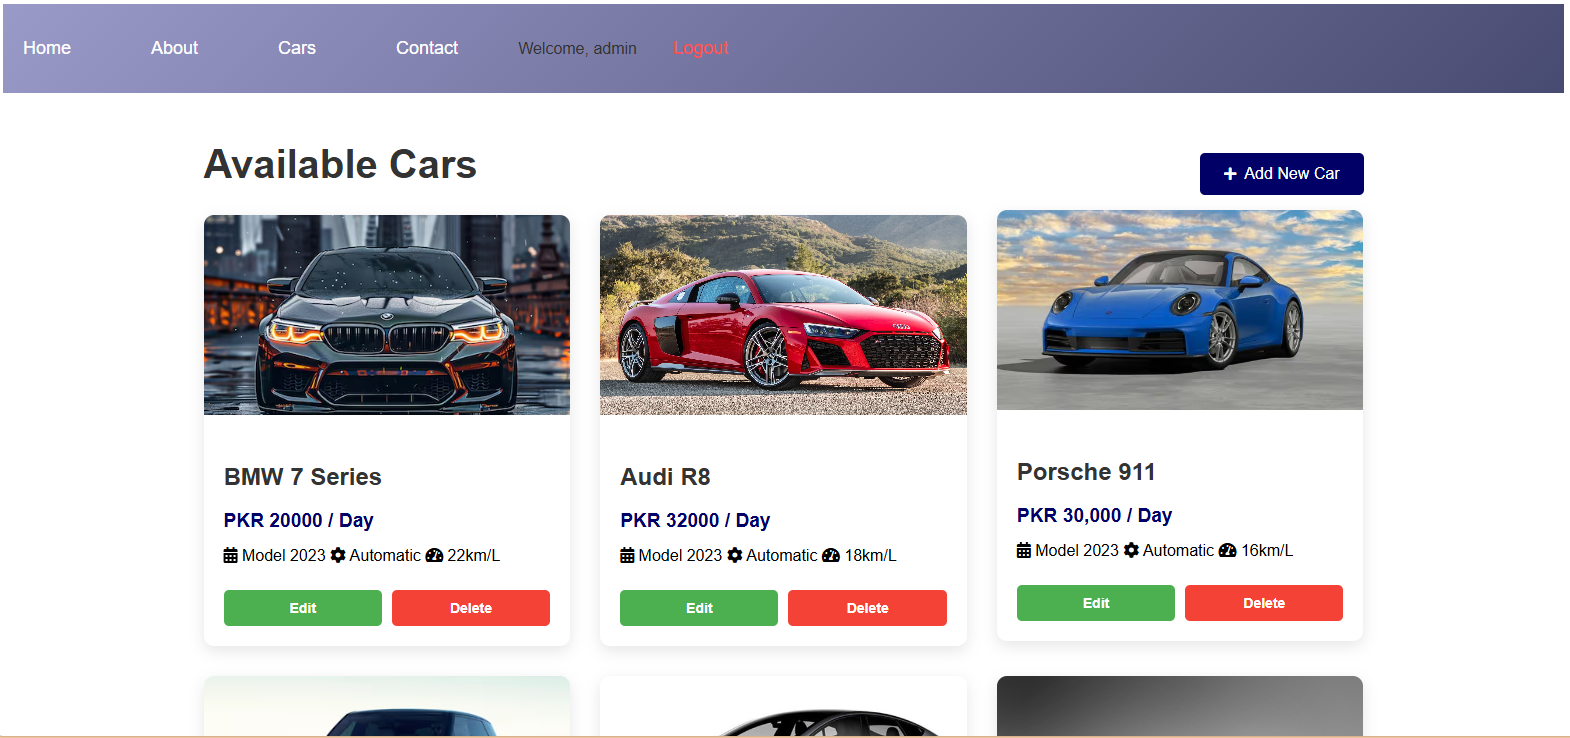 Home About Cars Contact Welcome, admin Logout
Available Cars
+ Add New Car
BMW 7 Series
PKR 20000 / Day
Model 2023 Automatic 22km/L
Edit Delete
Audi R8
PKR 32000 / Day
Model 2023 Automatic 18km/L
Edit Delete
Porsche 911
PKR 30,000 / Day
Model 2023 Automatic 16km/L
Edit Delete